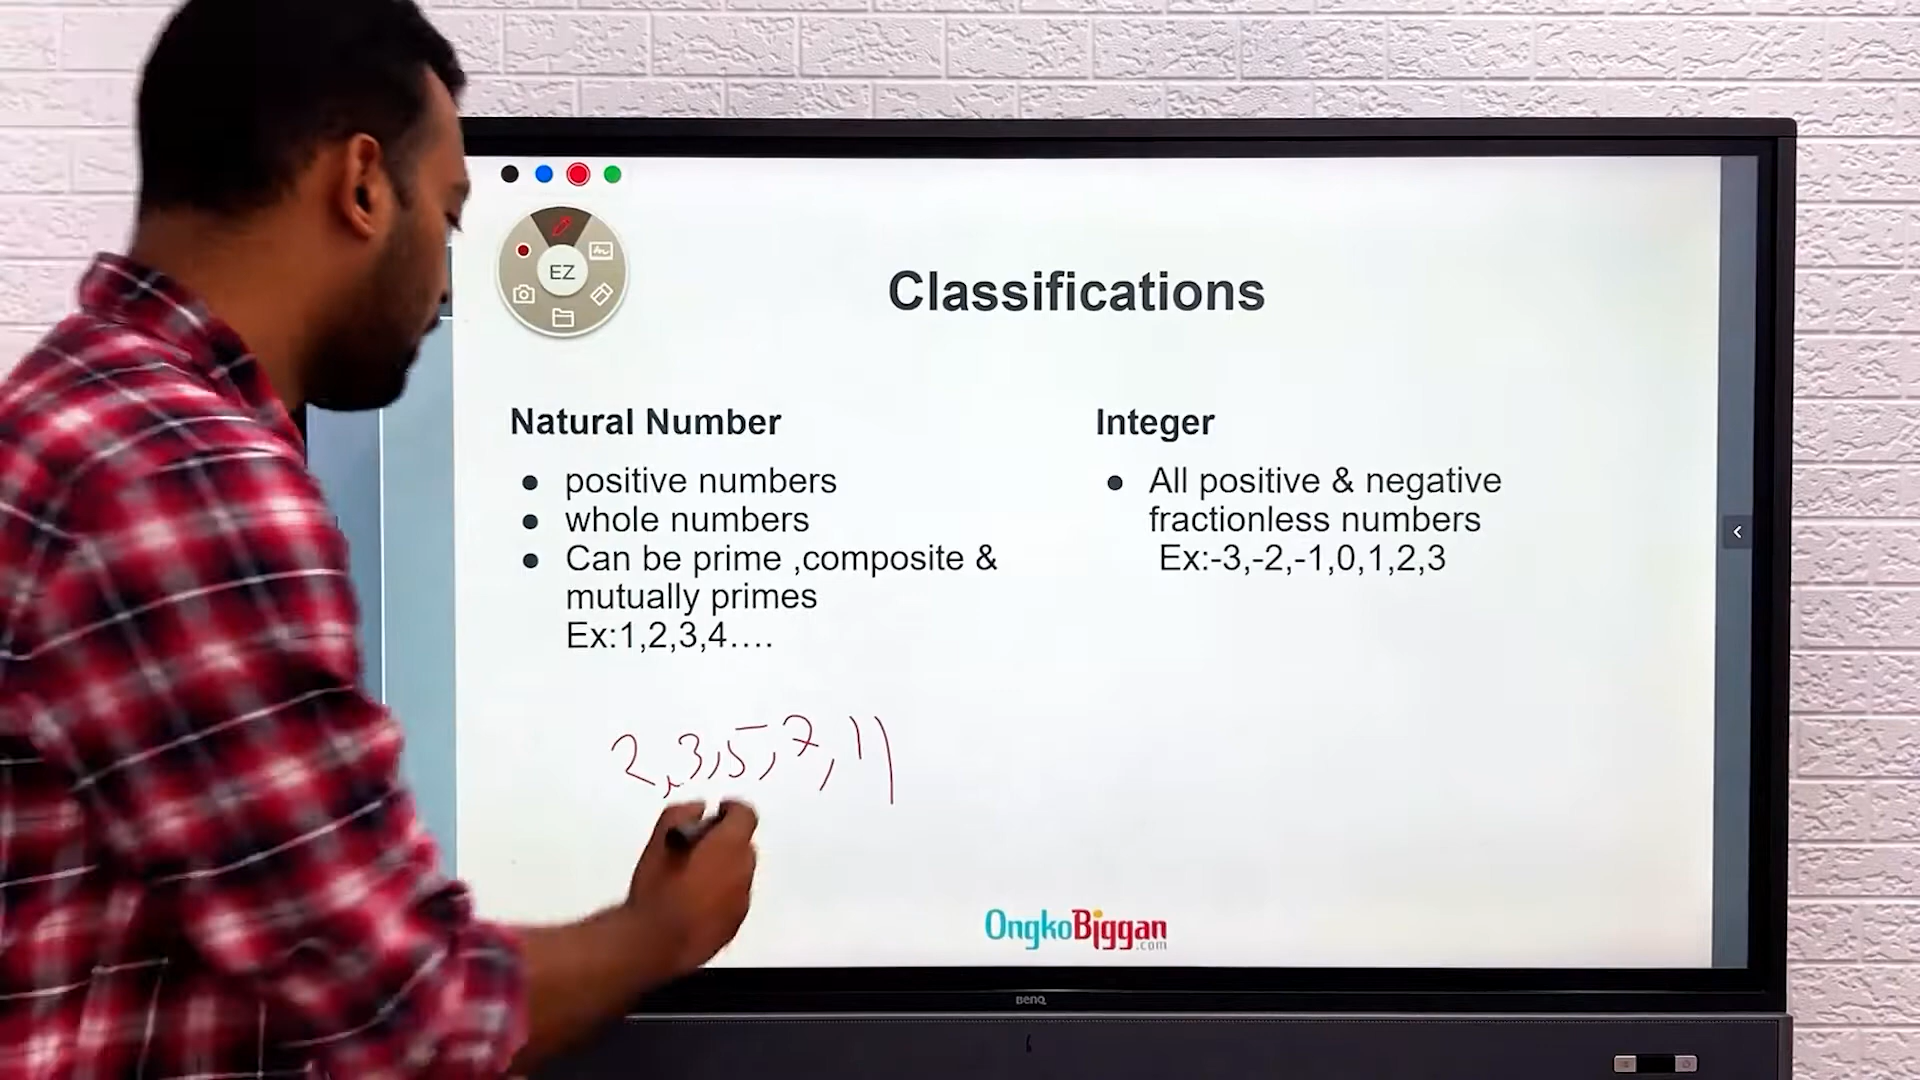 EZ
Classifications
Natural Number
● positive numbers
● whole numbers
● Can be prime ,composite &
mutually primes
Ex:1,2,3,4....
Integer
● All positive & negative
fractionless numbers
Ex:-3,-2,-1,0,1,2,3
2,3,5,7,11
OngkoBiggan
.com
BenQ